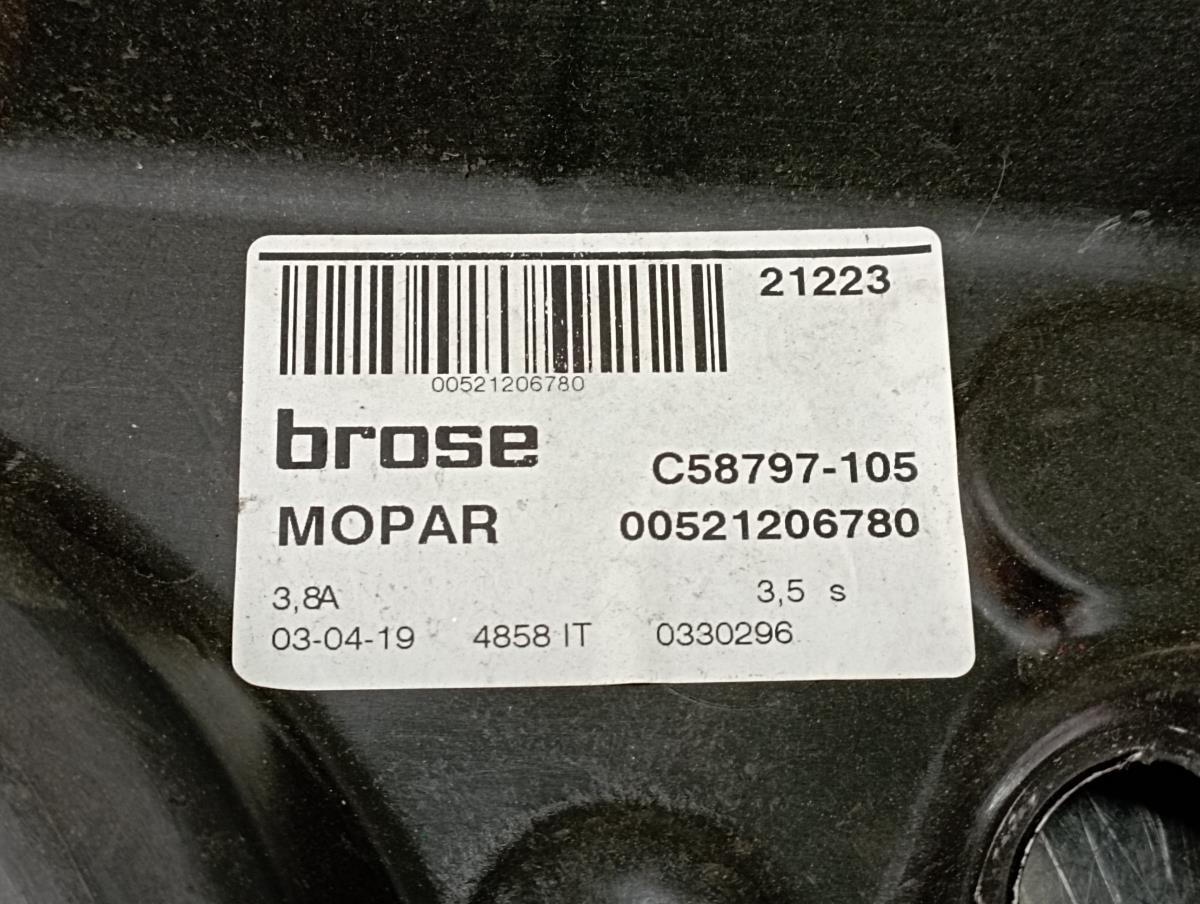 21223
00521206780
brose
C58797-105
MOPAR 00521206780
3,8A 3,5 s
03-04-19 4858 IT 0330296